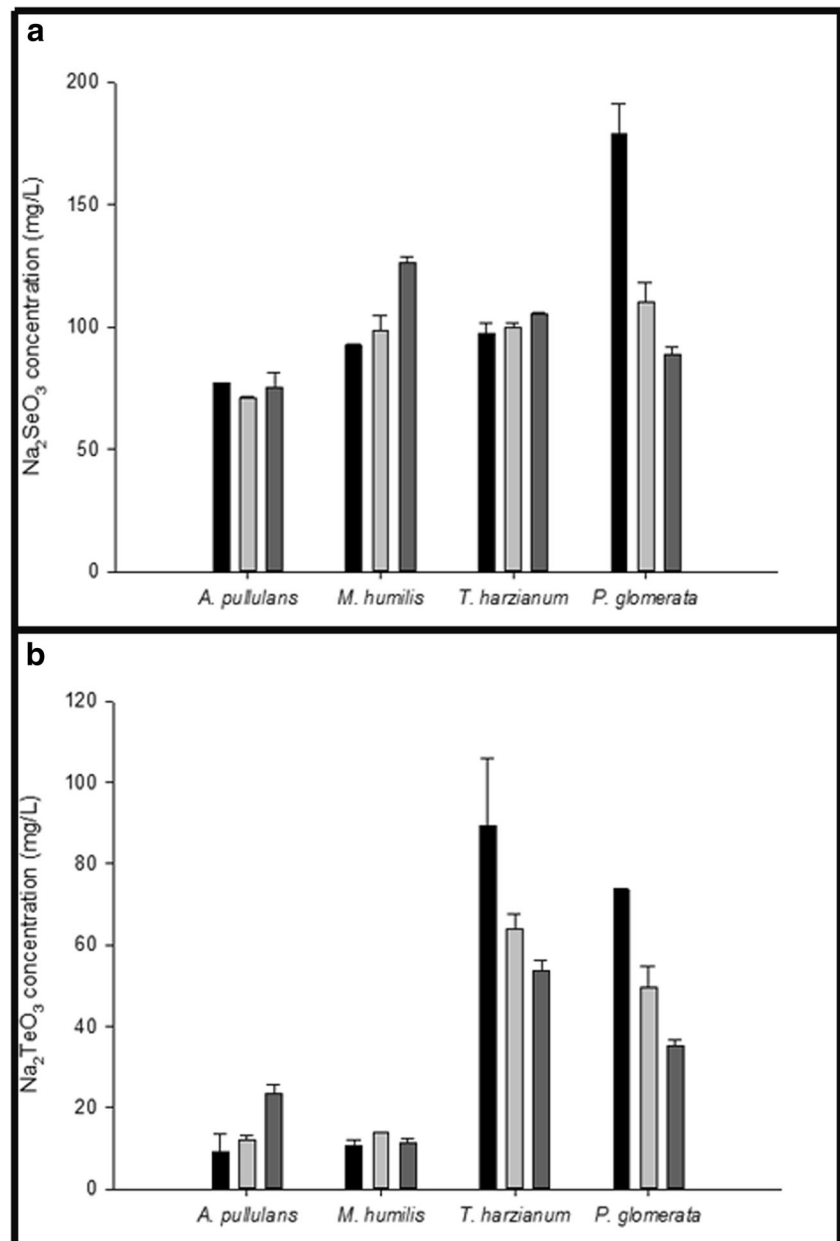 a
200
150
100
50
0
Na₂SeO₃ concentration (mg/L)
A. pullulans M. humilis T. harzianum P. glomerata
b
120
100
80
60
40
20
0
Na₂TeO₃ concentration (mg/L)
A. pullulans M. humilis T. harzianum P. glomerata